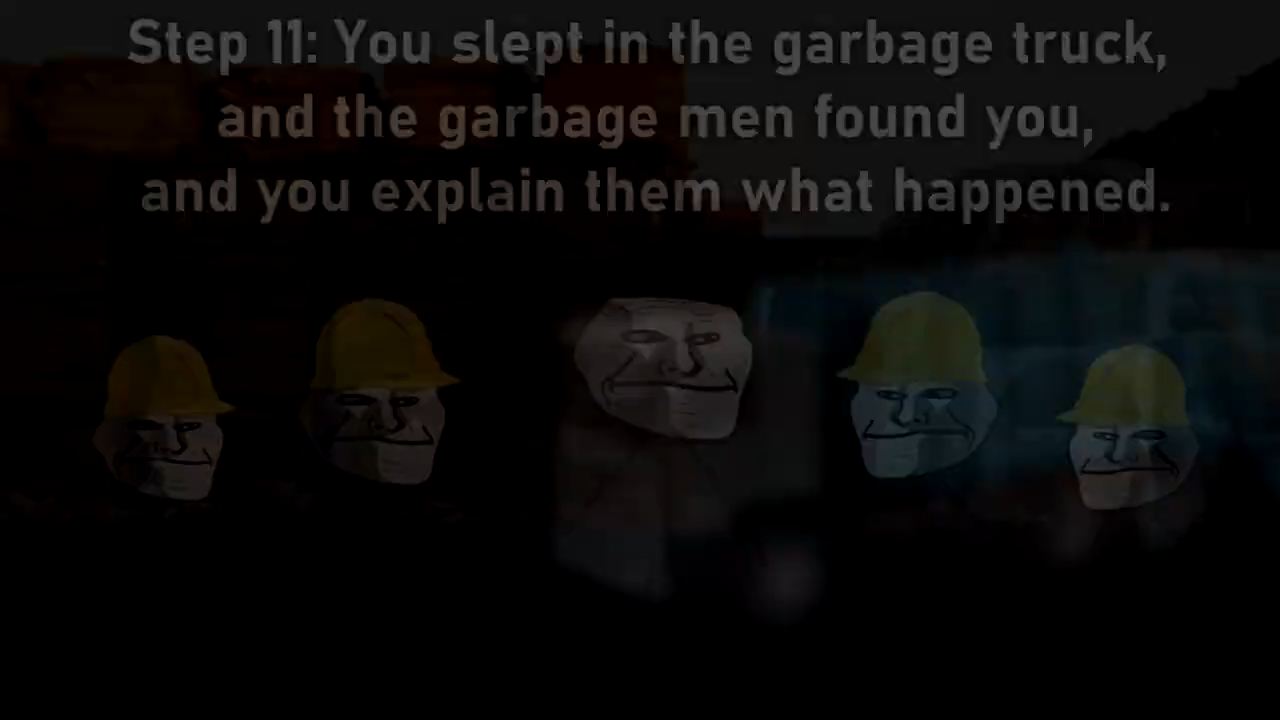 Step 11: You slept in the garbage truck,
and the garbage men found you,
and you explain them what happened.